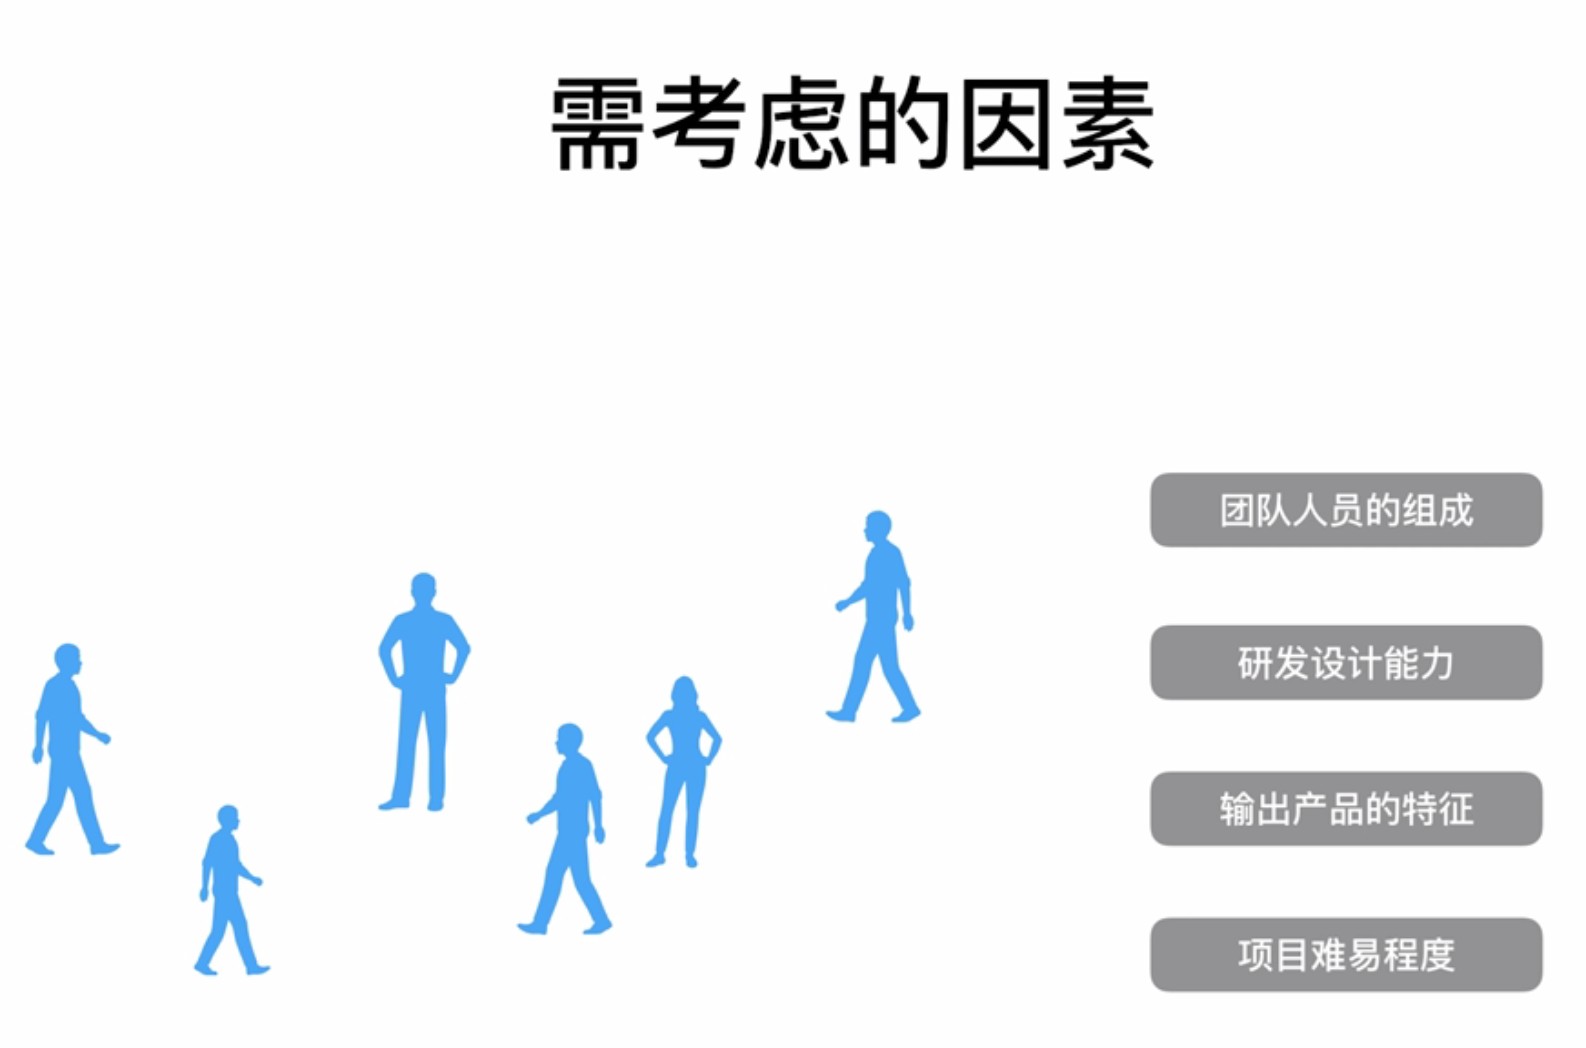 需考虑的因素
团队人员的组成
研发设计能力
输出产品的特征
项目难易程度